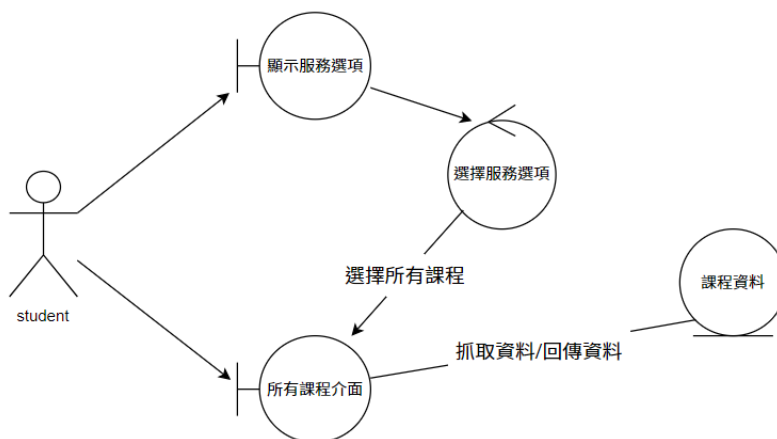 顯示服務選項
選擇服務選項
選擇所有課程
課程資料
student
抓取資料/回傳資料
所有課程介面